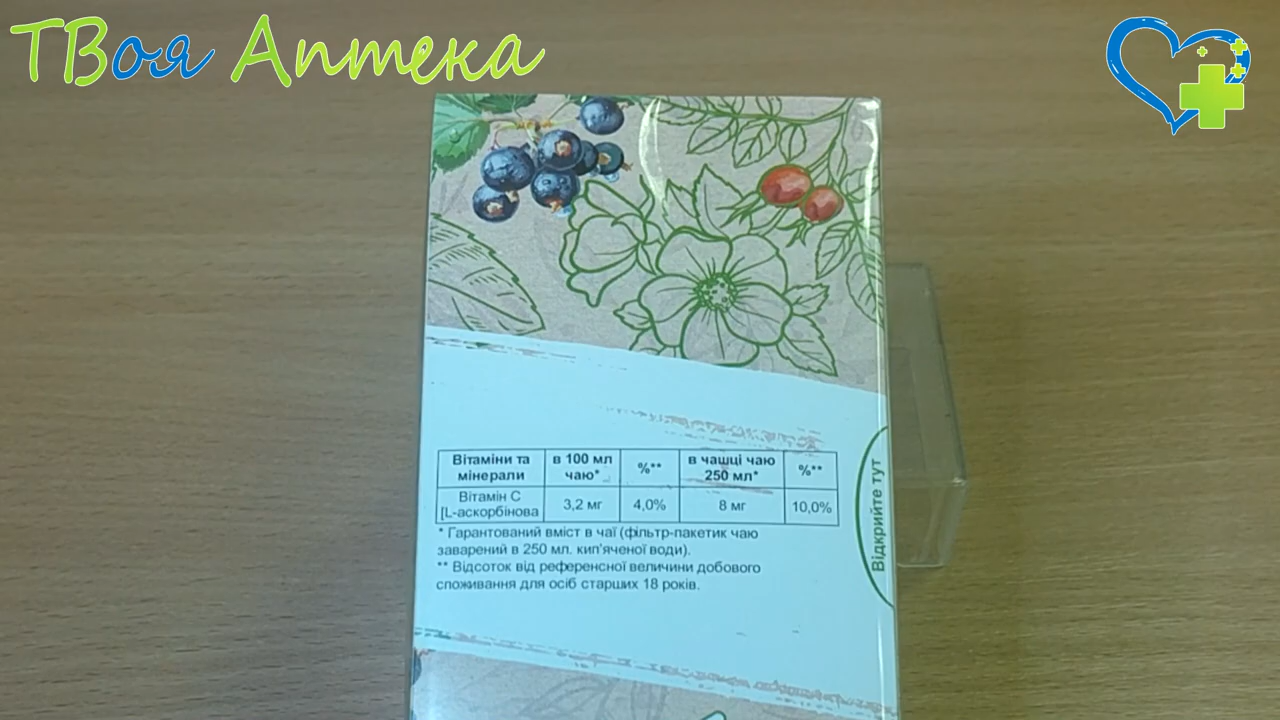 ТВоя Аптека
Вітаміни та мінерали | в 100 мл чаю* | %** | в чашці чаю 250 мл* | %**
Вітамін С [L-аскорбінова | 3,2 мг | 4,0% | 8 мг | 10,0%
* Гарантований вміст в чаї (фільтр-пакетик чаю
заварений в 250 мл. кип'яченої води).
** Відсоток від референсної величини добового
споживання для осіб старших 18 років.
Відкрийте тут